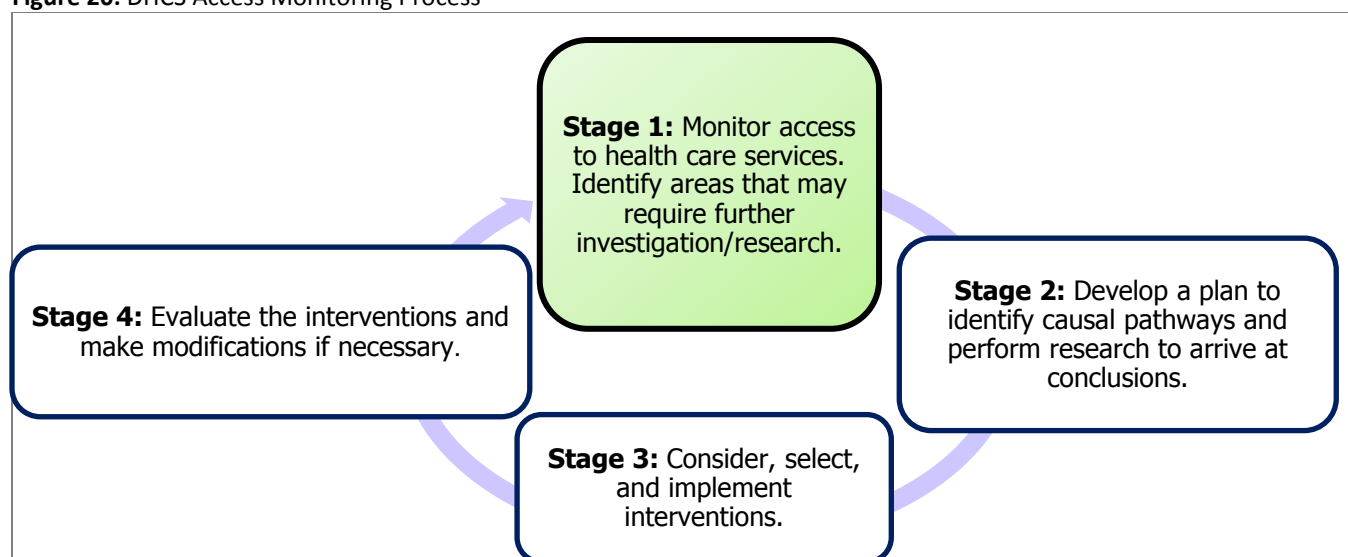 Figure 20: DHCS Access Monitoring Process
Stage 1: Monitor access
to health care services.
Identify areas that may
require further
investigation/research.
Stage 2: Develop a plan to
identify causal pathways and
perform research to arrive at
conclusions.
Stage 3: Consider, select,
and implement
interventions.
Stage 4: Evaluate the interventions and
make modifications if necessary.